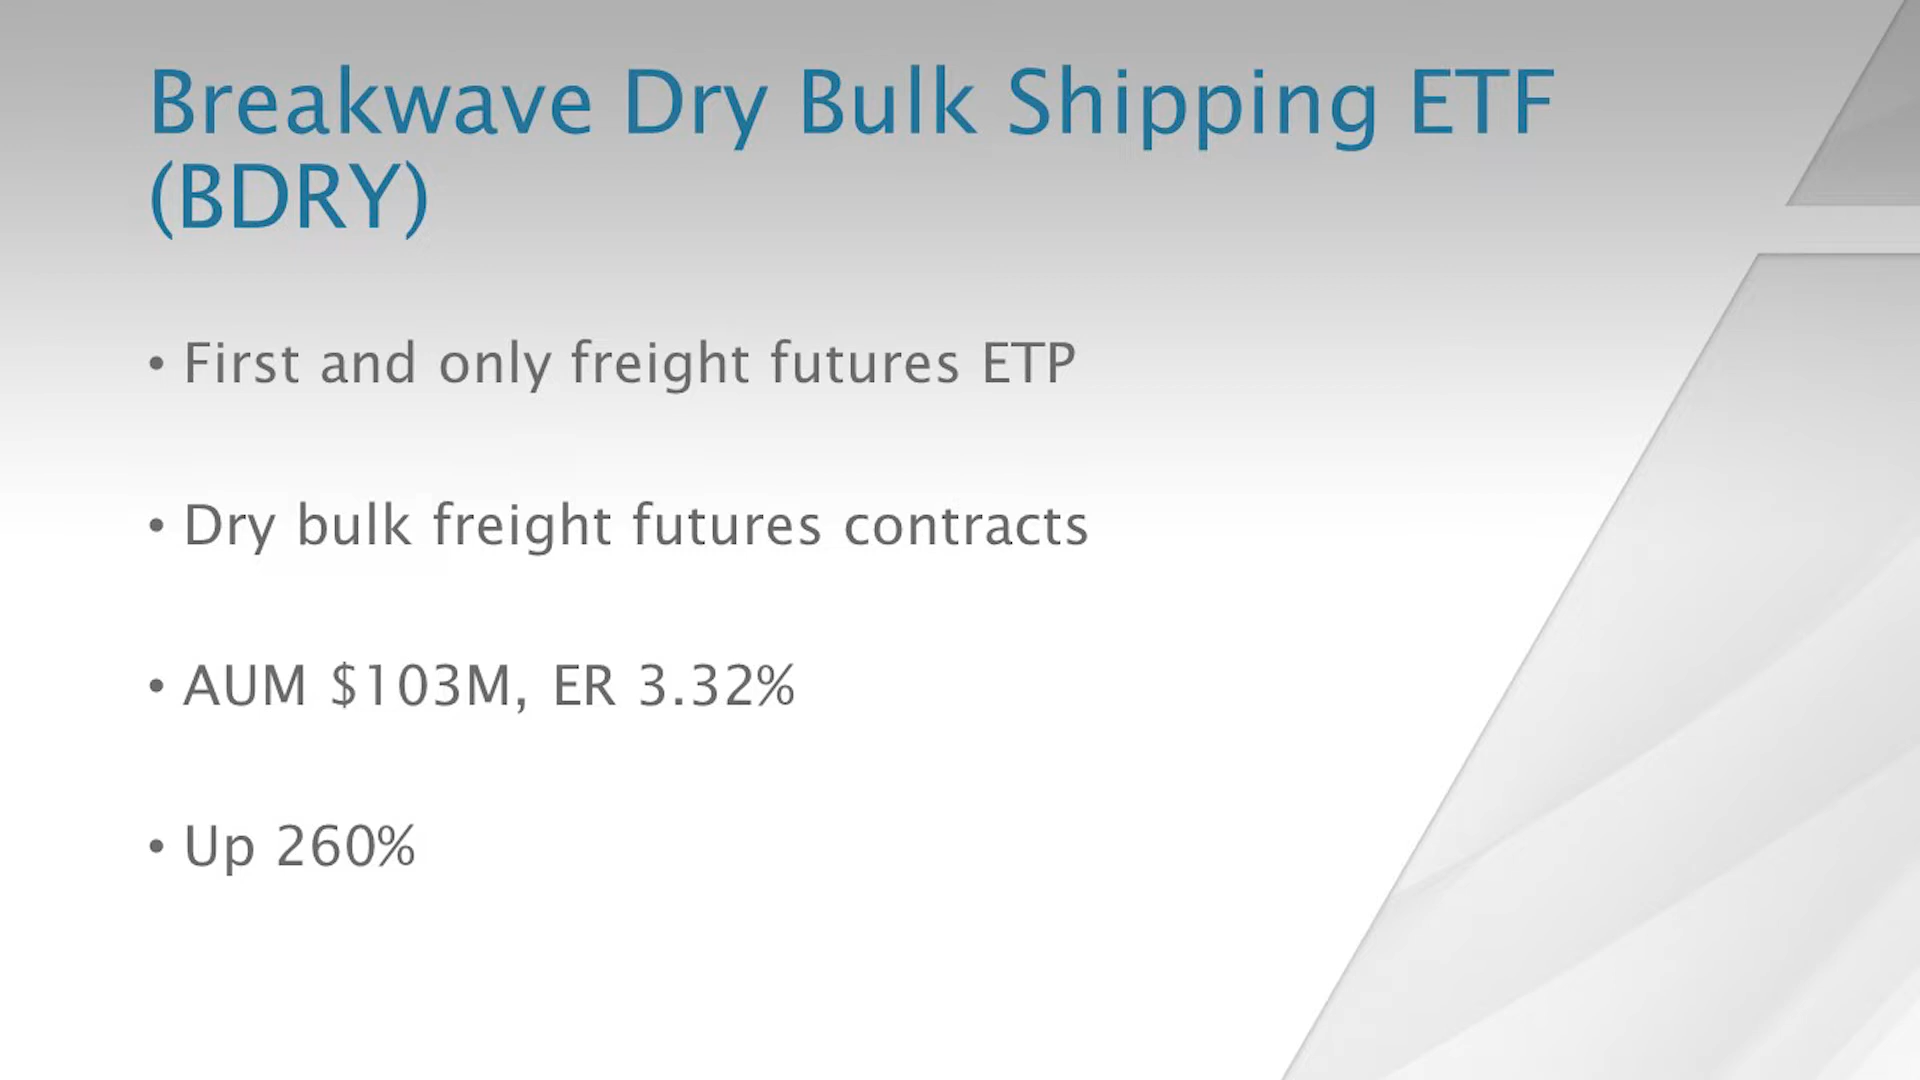 Breakwave Dry Bulk Shipping ETF
(BDRY)
• First and only freight futures ETP
• Dry bulk freight futures contracts
• AUM $103M, ER 3.32%
• Up 260%